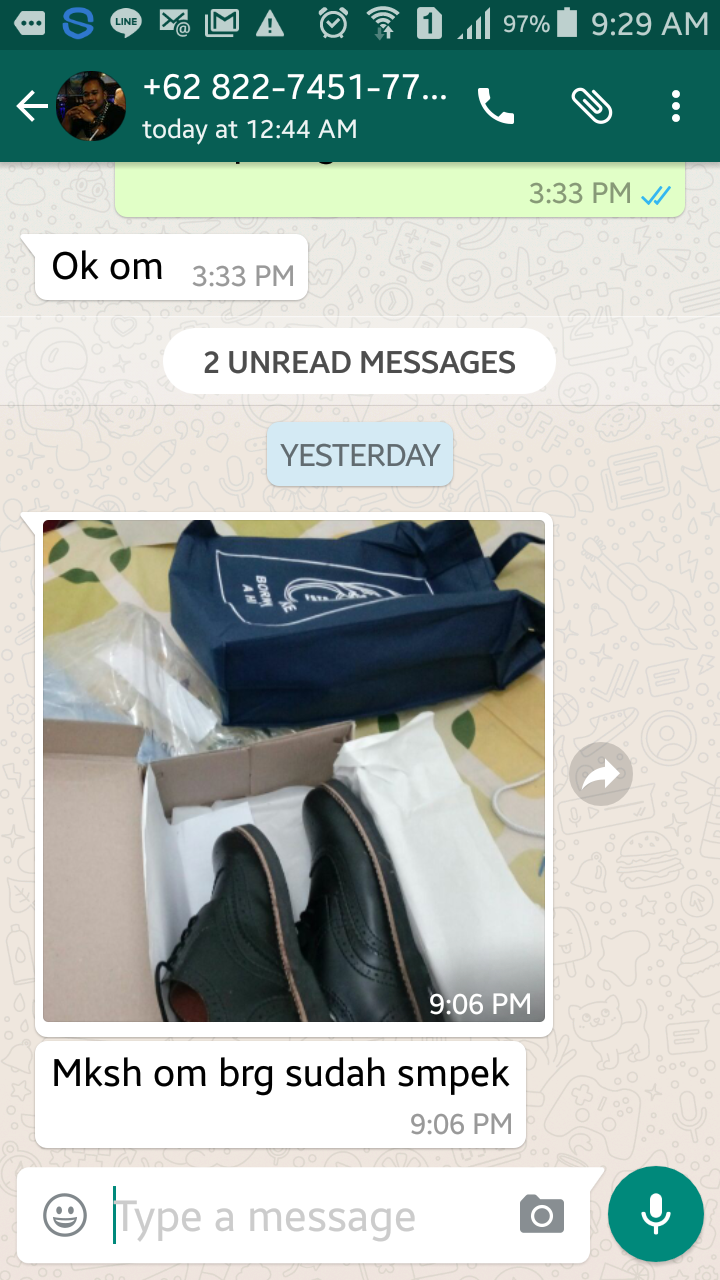 LINE
1
97%
9:29 AM
+62 822-7451-77...
today at 12:44 AM
3:33 PM
Ok om
3:33 PM
2 UNREAD MESSAGES
YESTERDAY
BORN
A H
KE
9:06 PM
Mksh om brg sudah smpek
9:06 PM
Type a message